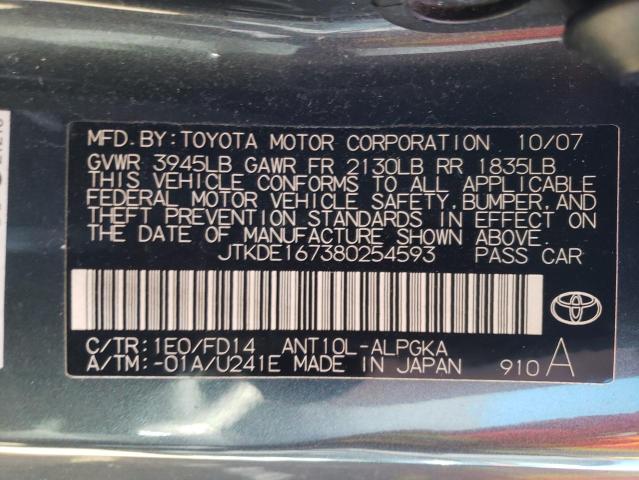 MFD.BY:TOYOTA MOTOR CORPORATION 10/07
GVWR 3945LB GAWR FR 2130LB RR 1835LB
THIS VEHICLE CONFORMS TO ALL APPLICABLE
FEDERAL MOTOR VEHICLE SAFETY,BUMPER,AND
THEFT PREVENTION STANDARDS IN EFFECT ON
THE DATE OF MANUFACTURE SHOWN ABOVE.
JTKDE167380254593 PASS CAR
C/TR:1E0/FD14 ANT10L-ALPGKA
A/TM:-01A/U241E MADE IN JAPAN 910 A